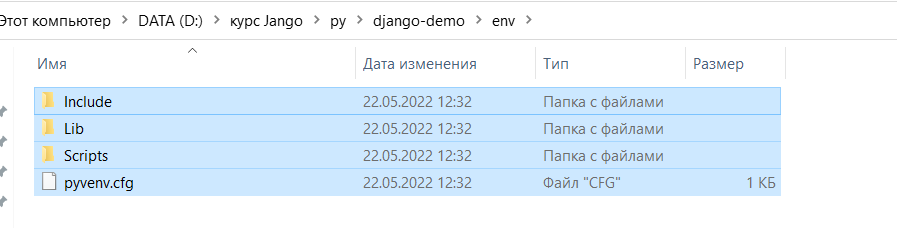 Этот компьютер > DATA (D:) > курс Jango > py > django-demo > env >
Имя Дата изменения Тип Размер
Include 22.05.2022 12:32 Папка с файлами
Lib 22.05.2022 12:32 Папка с файлами
Scripts 22.05.2022 12:32 Папка с файлами
pyvenv.cfg 22.05.2022 12:32 Файл "CFG" 1 КБ